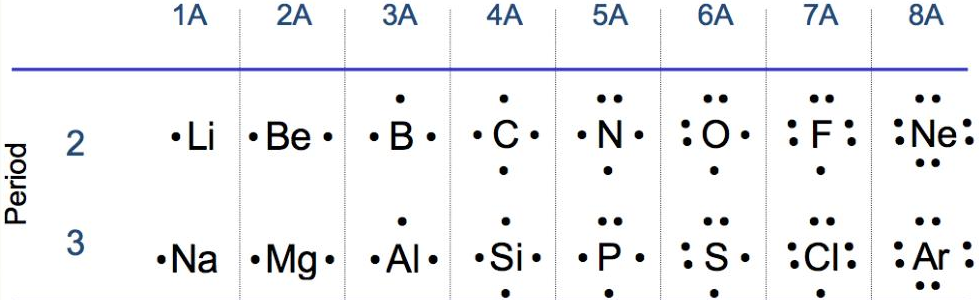 1A 2A 3A 4A 5A 6A 7A 8A
Period
2 Li Be B C N O F Ne
3 Na Mg Al Si P S Cl Ar